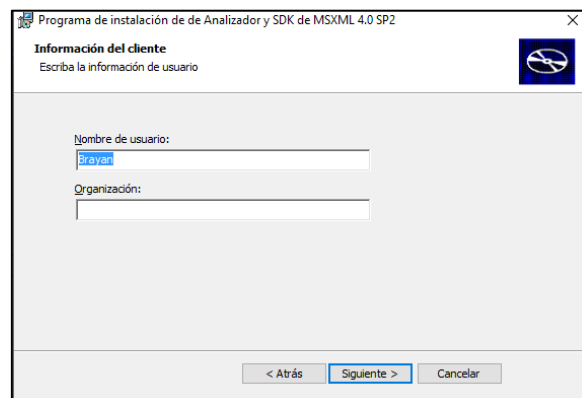 Programa de instalación de de Analizador y SDK de MSXML 4.0 SP2
Información del cliente
Escriba la información de usuario
Nombre de usuario:
Brayan
Organización:
< Atrás
Siguiente >
Cancelar